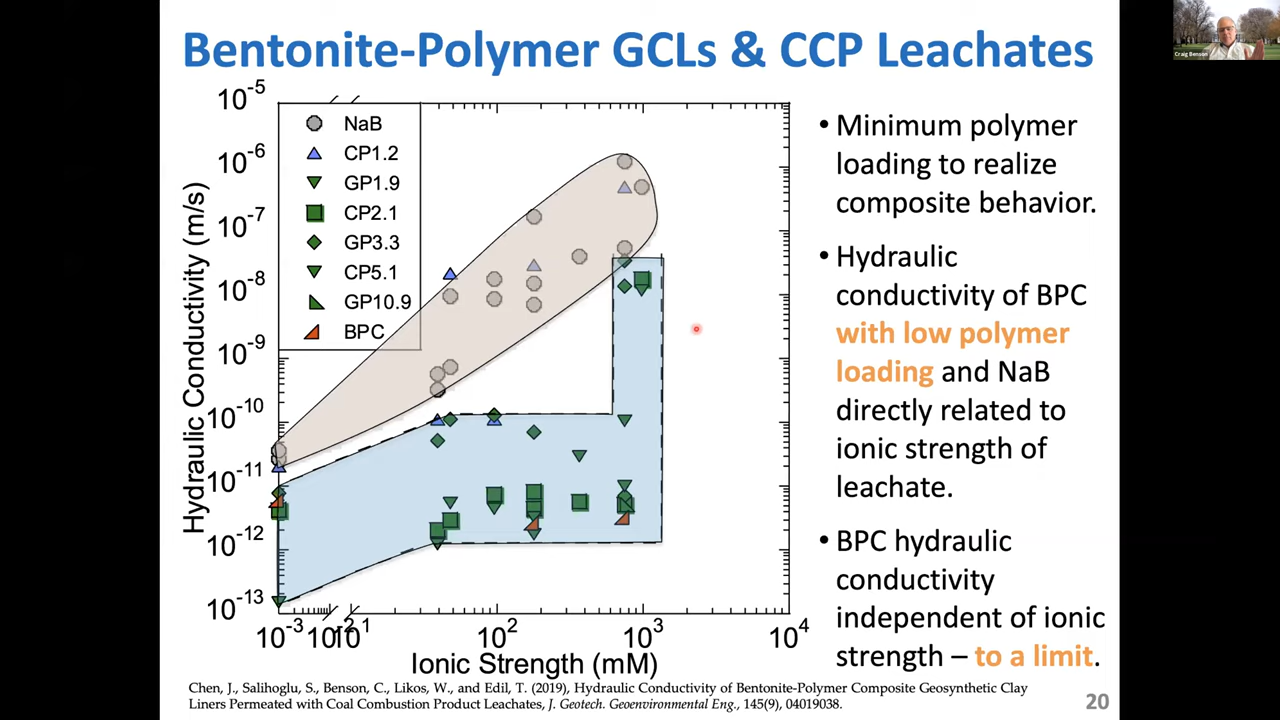 Bentonite-Polymer GCLs & CCP Leachates
Craig Benson
10-5
10-6
10-7
10-8
10-9
10-10
10-11
10-12
10-13
Hydraulic Conductivity (m/s)
NaB
CP1.2
GP1.9
CP2.1
GP3.3
CP5.1
GP10.9
BPC
10-3
101
102
103
104
Ionic Strength (mM)
• Minimum polymer
loading to realize
composite behavior.
• Hydraulic
conductivity of BPC
with low polymer
loading and NaB
directly related to
ionic strength of
leachate.
• BPC hydraulic
conductivity
independent of ionic
strength – to a limit.
Chen, J., Salihoglu, S., Benson, C., Likos, W., and Edil, T. (2019), Hydraulic Conductivity of Bentonite-Polymer Composite Geosynthetic Clay
Liners Permeated with Coal Combustion Product Leachates, J. Geotech. Geoenvironmental Eng., 145(9), 04019038.
20